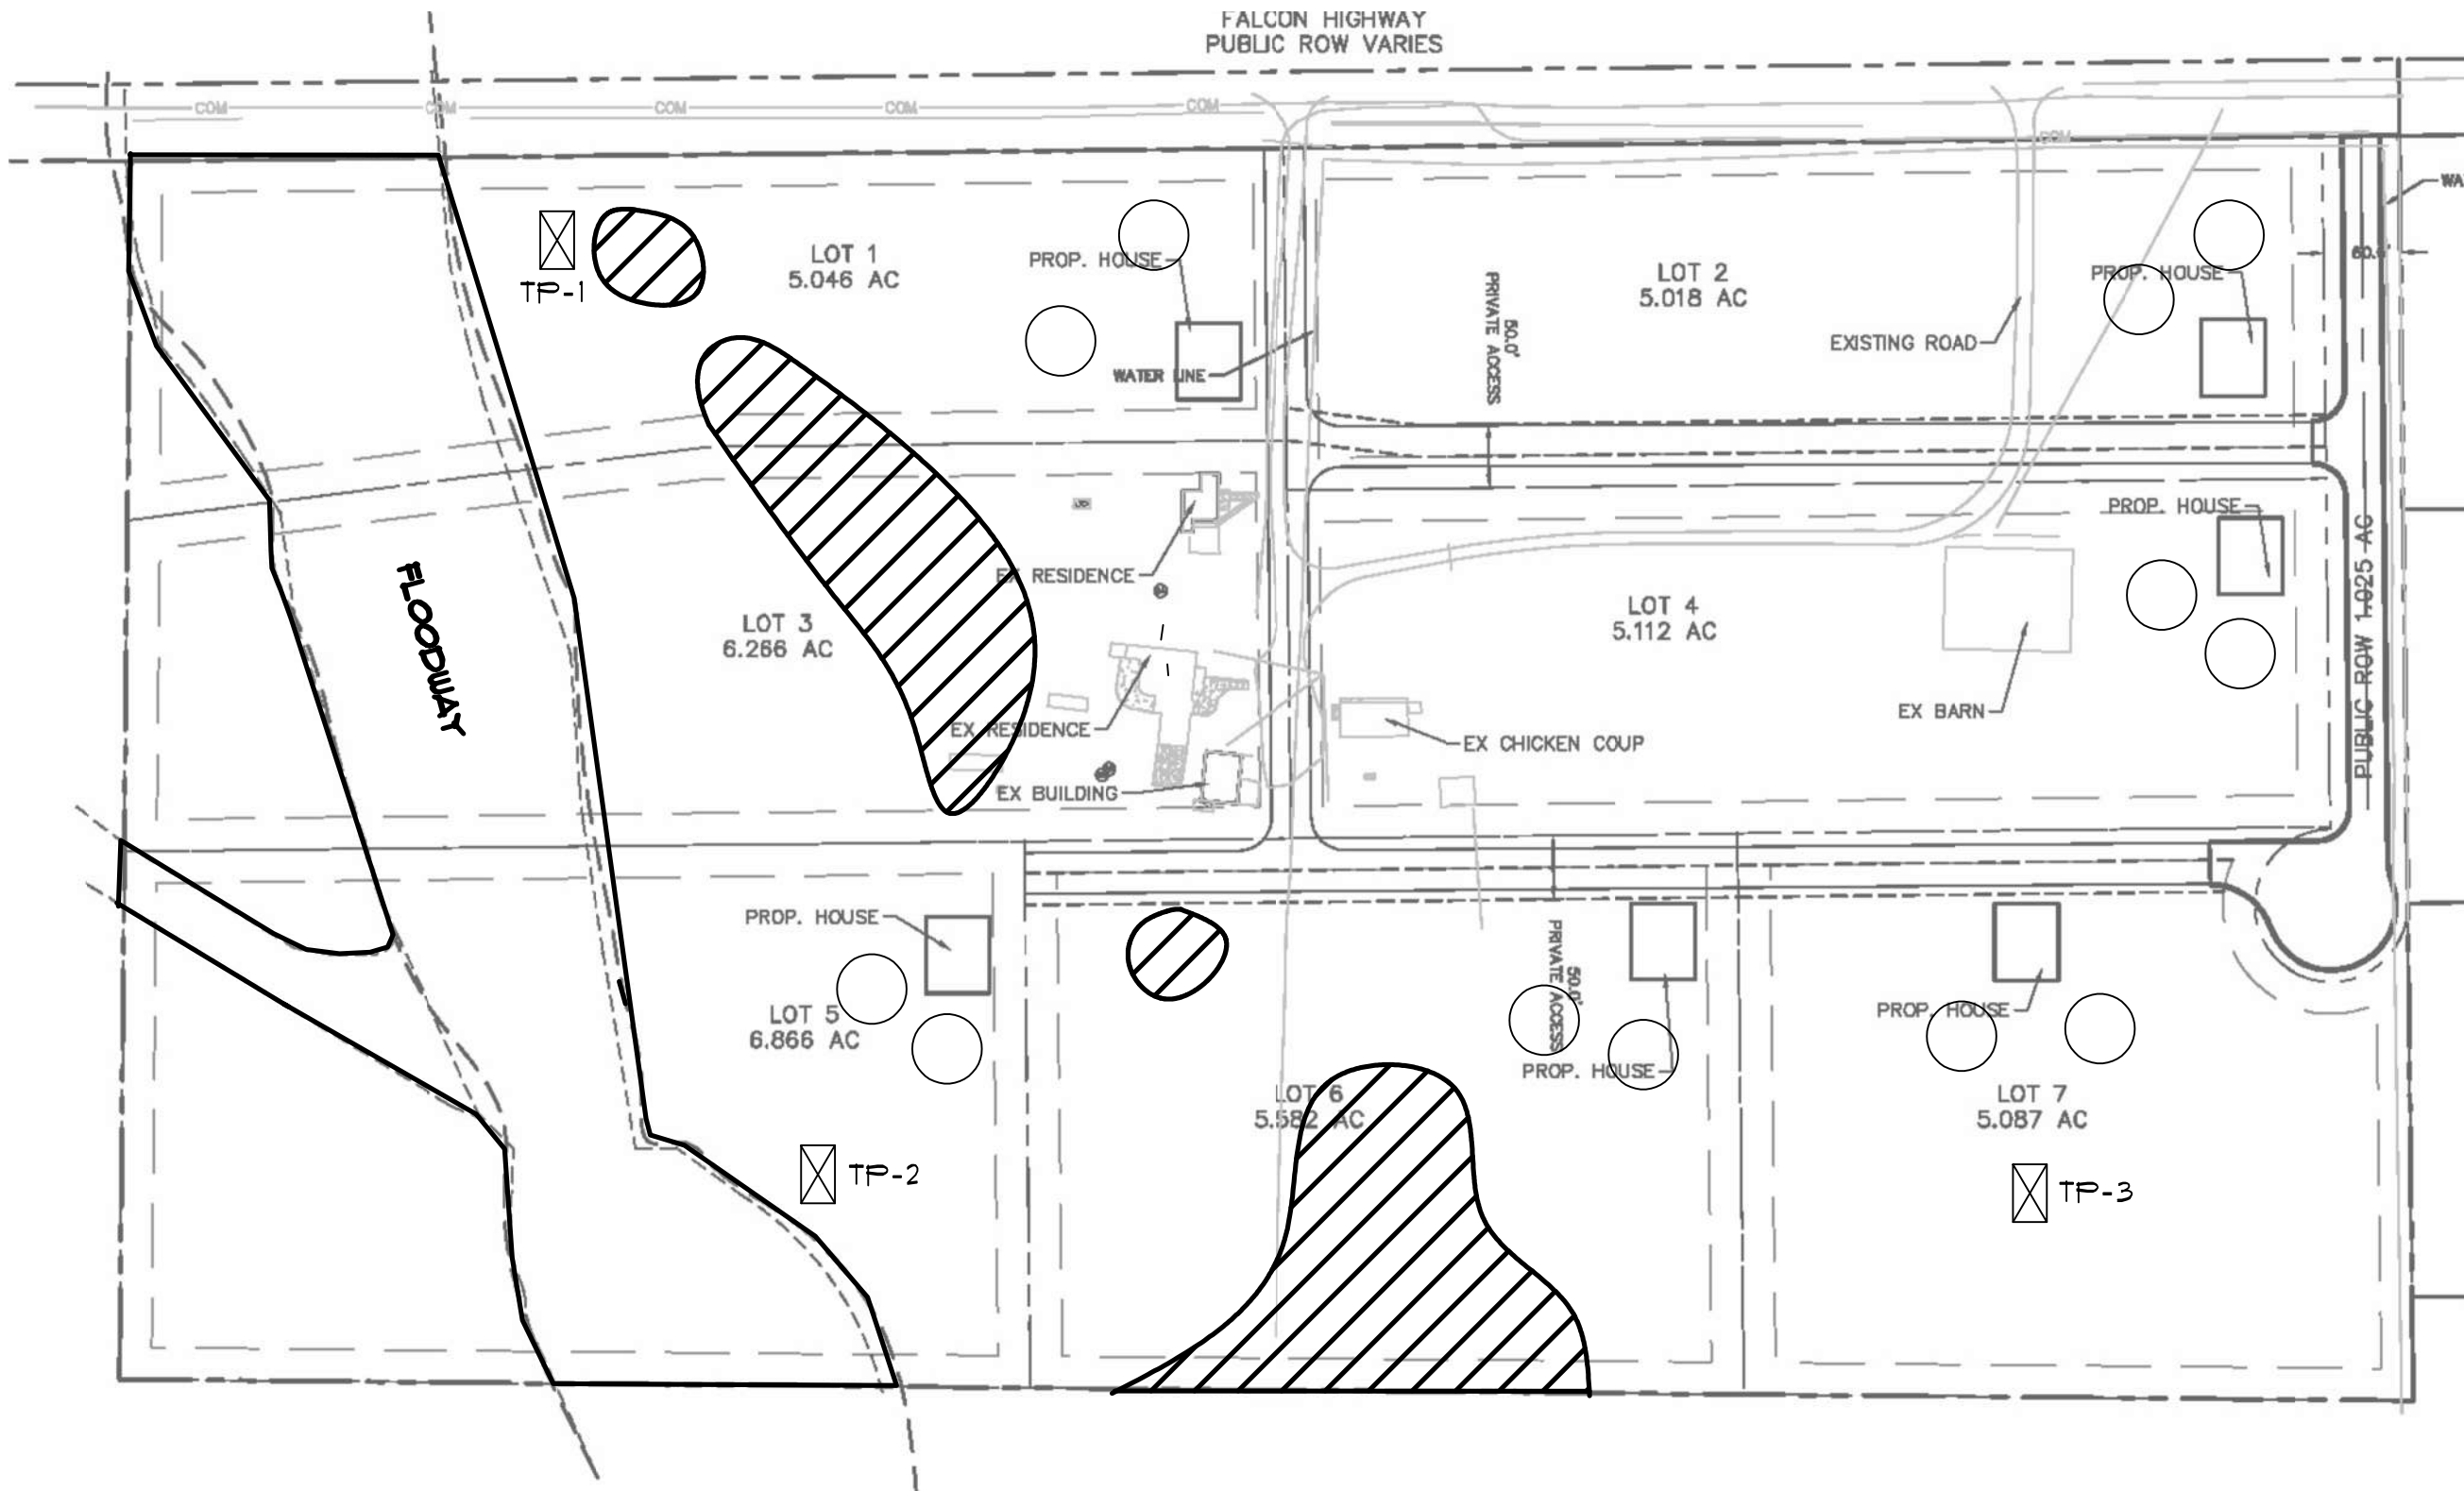 FALCON HIGHWAY
PUBLIC ROW VARIES
COM
COM
COM
COM
COM
COM
WA
LOT 1
5.046 AC
PROP. HOUSE
LOT 2
5.018 AC
PROP. HOUSE
TP-1
PRIVATE ACCESS
50.0'
EXISTING ROAD
WATER LINE
PROP. HOUSE
FLOODWAY
EX RESIDENCE
LOT 3
6.286 AC
LOT 4
5.112 AC
PUBLIC ROW 1.025 AC
EX RESIDENCE
EX CHICKEN COUP
EX BARN
EX BUILDING
PROP. HOUSE
LOT 5
6.866 AC
PRIVATE ACCESS
50.0'
PROP. HOUSE
PROP. HOUSE
LOT 6
5.582 AC
LOT 7
5.087 AC
TP-2
TP-3